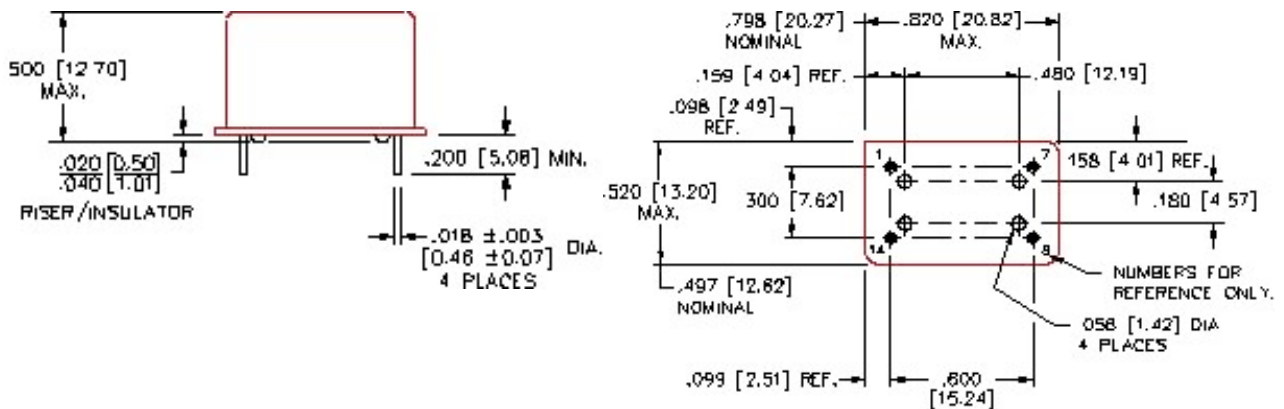 .500 [12.70]
MAX.
.020 [0.50]
.040 [1.01]
RISER/INSULATOR
.200 [5.08] MIN.
.018 ±.003
[0.46 ±0.07] DIA.
4 PLACES
.798 [20.27]
NOMINAL
.820 [20.82]
MAX.
.159 [4.04] REF.
.480 [12.19]
.098 [2.49]
REF.
1
7
.158 [4.01] REF.
.520 [13.20]
MAX.
.300 [7.62]
.180 [4.57]
14
8
.497 [12.62]
NOMINAL
NUMBERS FOR
REFERENCE ONLY.
.056 [1.42] DIA
4 PLACES
.099 [2.51] REF.
.600
[15.24]